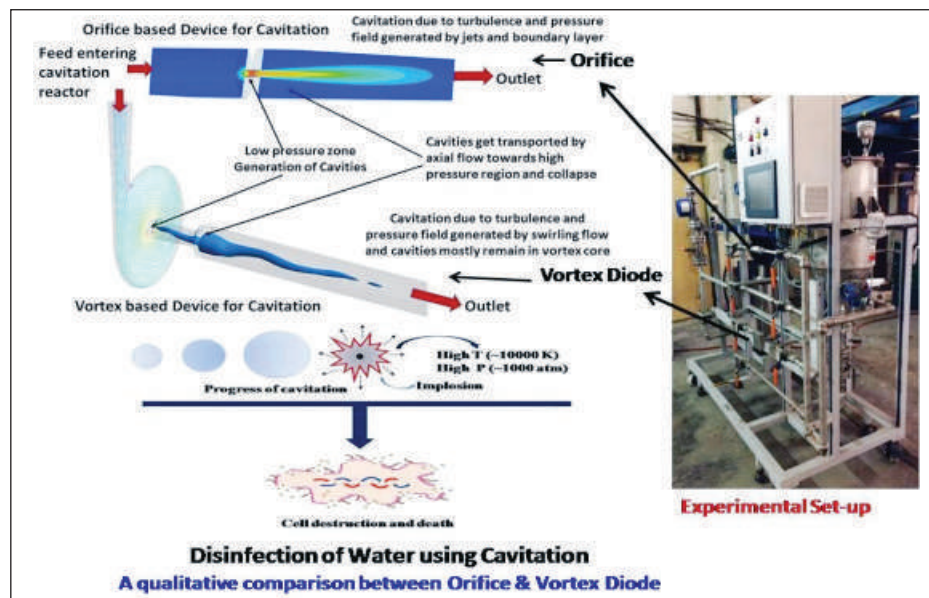 Orifice based Device for Cavitation
Cavitation due to turbulence and pressure
field generated by jets and boundary layer
Feed entering
cavitation
reactor
Orifice
Outlet
Low pressure zone
Generation of Cavities
Cavities get transported by
axial flow towards high
pressure region and collapse
Cavitation due to turbulence and
pressure field generated by swirling flow
and cavities mostly remain in vortex core
Vortex Diode
Outlet
Vortex based Device for Cavitation
High T (~10000 K)
High P (~1000 atm)
Progress of cavitation
Implosion
Cell destruction and death
Experimental Set-up
Disinfection of Water using Cavitation
A qualitative comparison between Orifice & Vortex Diode